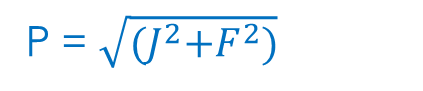 P = √(J²+F²)